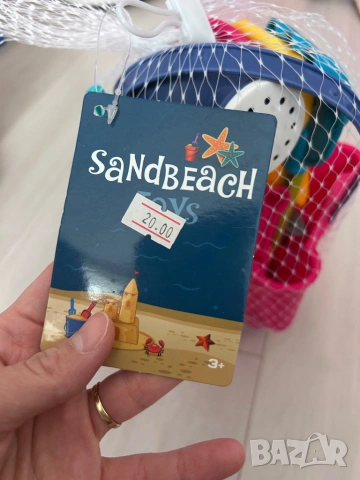 SANDBEACH
TOYS
20.00
3+
BAZAR